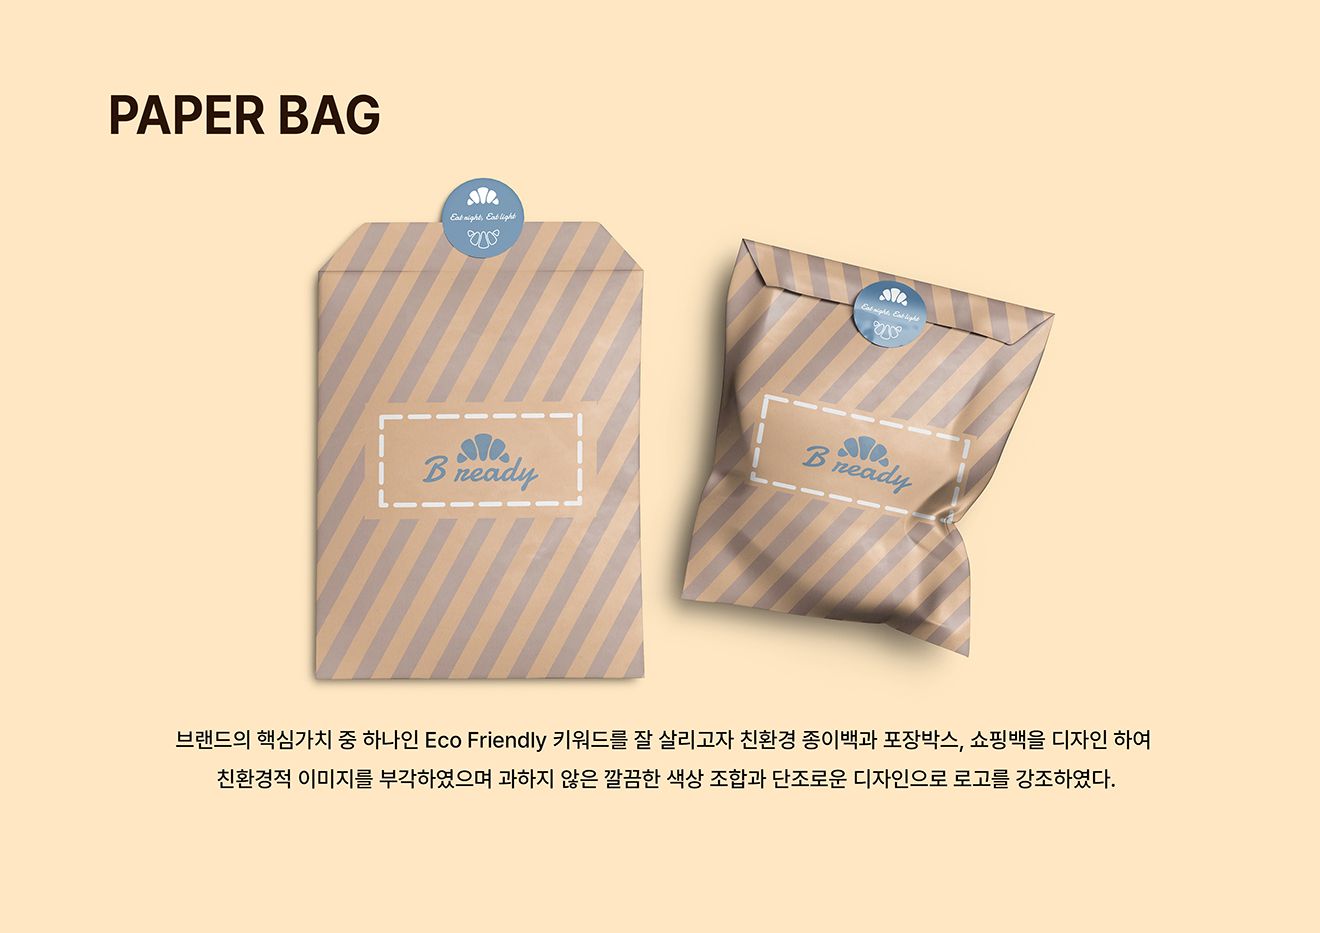 PAPER BAG
Eat right, Eat light
Eat right, Eat light
B ready
B ready
브랜드의 핵심가치 중 하나인 Eco Friendly 키워드를 잘 살리고자 친환경 종이백과 포장박스, 쇼핑백을 디자인 하여
친환경적 이미지를 부각하였으며 과하지 않은 깔끔한 색상 조합과 단조로운 디자인으로 로고를 강조하였다.